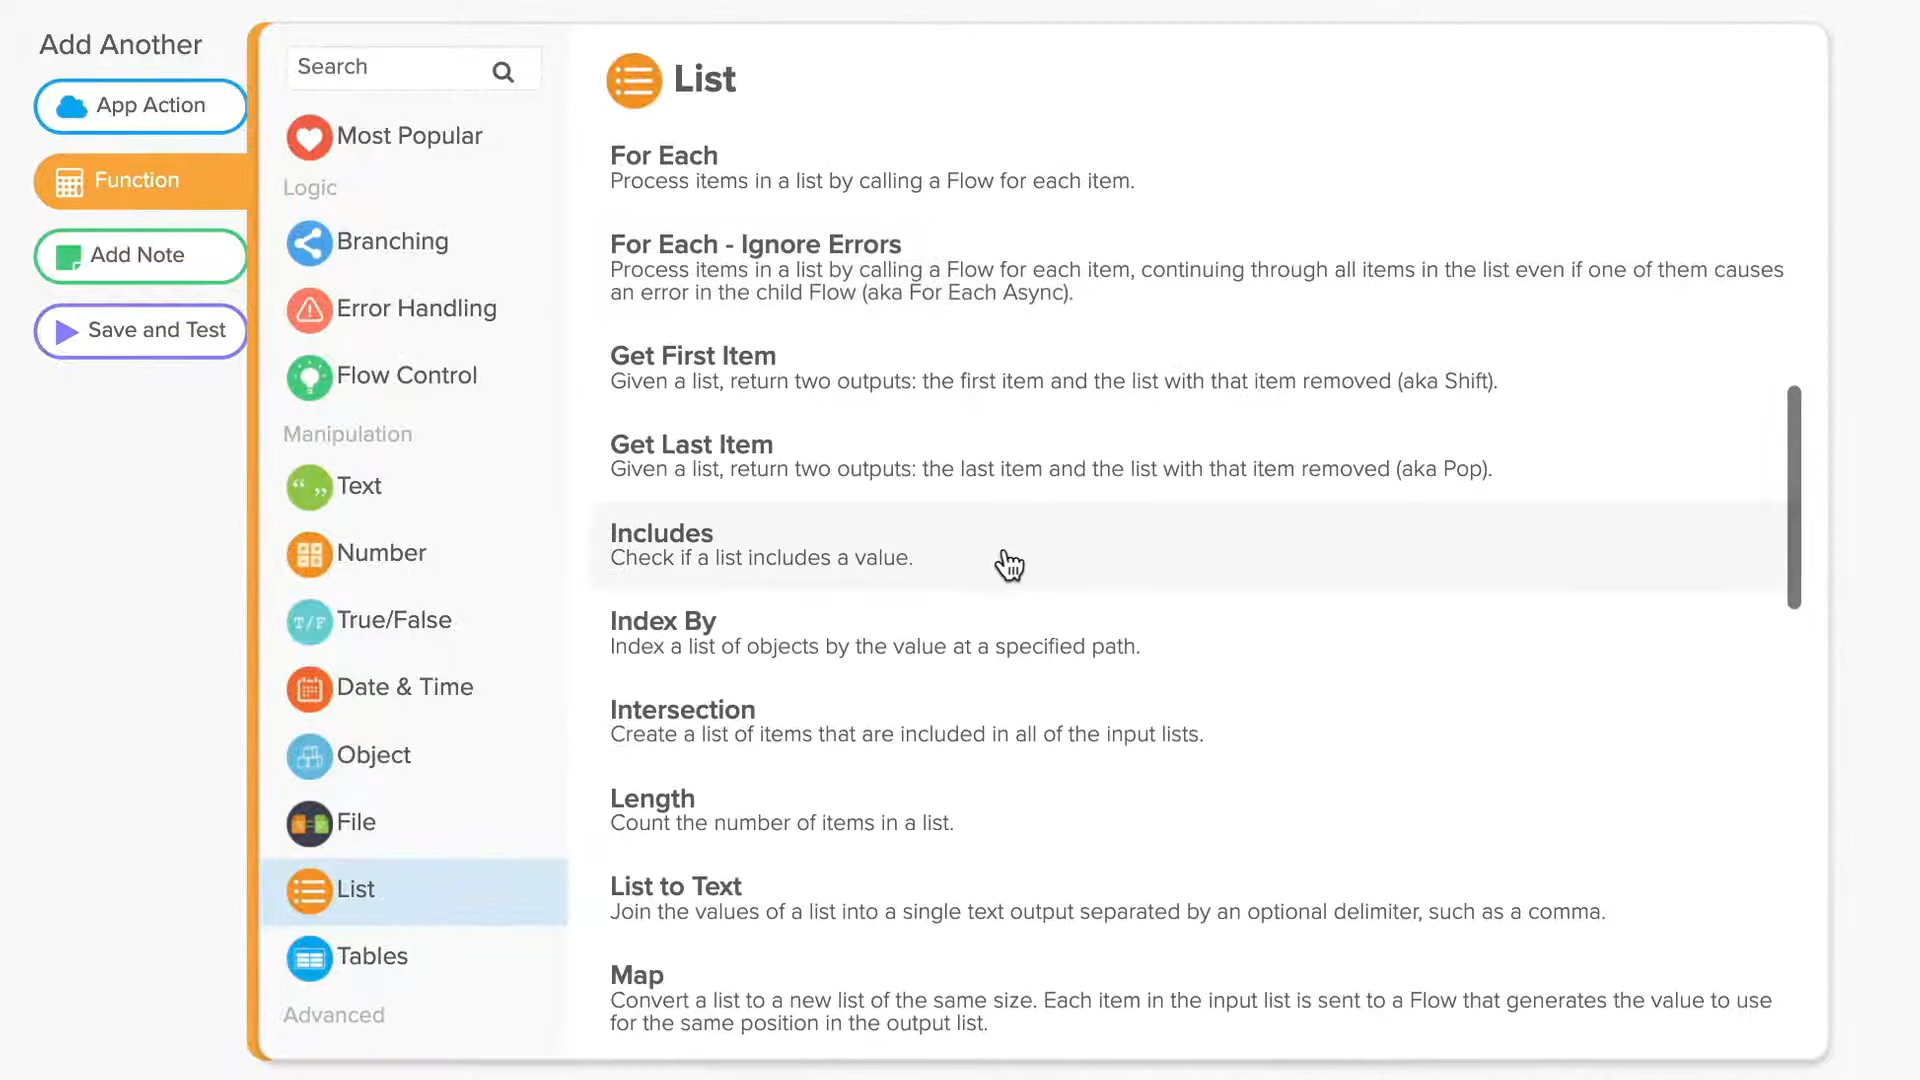 Add Another
App Action
Function
Add Note
Save and Test
Search
Most Popular
Logic
Branching
Error Handling
Flow Control
Manipulation
Text
Number
T/F
True/False
Date & Time
Object
File
List
Tables
Advanced
List
For Each
Process items in a list by calling a Flow for each item.
For Each - Ignore Errors
Process items in a list by calling a Flow for each item, continuing through all items in the list even if one of them causes
an error in the child Flow (aka For Each Async).
Get First Item
Given a list, return two outputs: the first item and the list with that item removed (aka Shift).
Get Last Item
Given a list, return two outputs: the last item and the list with that item removed (aka Pop).
Includes
Check if a list includes a value.
Index By
Index a list of objects by the value at a specified path.
Intersection
Create a list of items that are included in all of the input lists.
Length
Count the number of items in a list.
List to Text
Join the values of a list into a single text output separated by an optional delimiter, such as a comma.
Map
Convert a list to a new list of the same size. Each item in the input list is sent to a Flow that generates the value to use
for the same position in the output list.